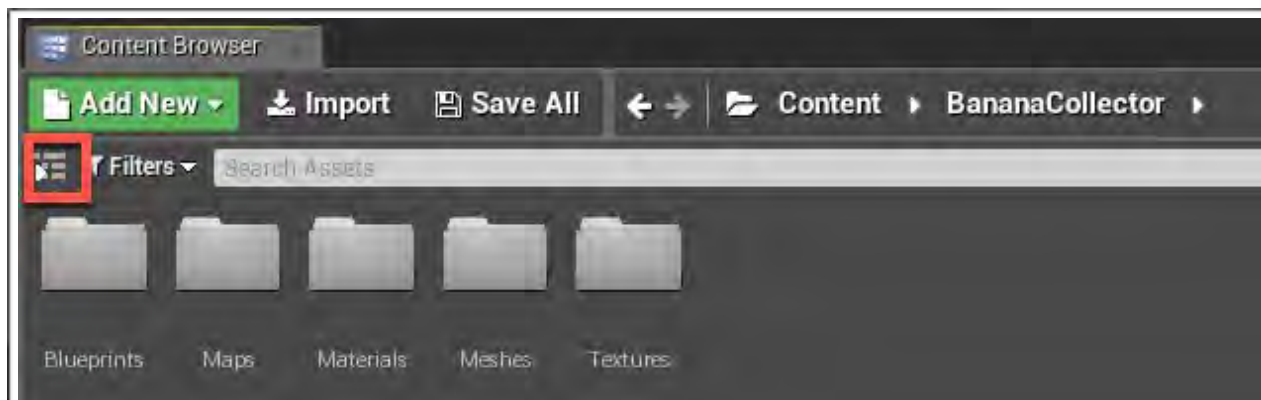 Content Browser
Add New Import Save All Content BananaCollector
Filters Search Assets
Blueprints Maps Materials Meshes Textures